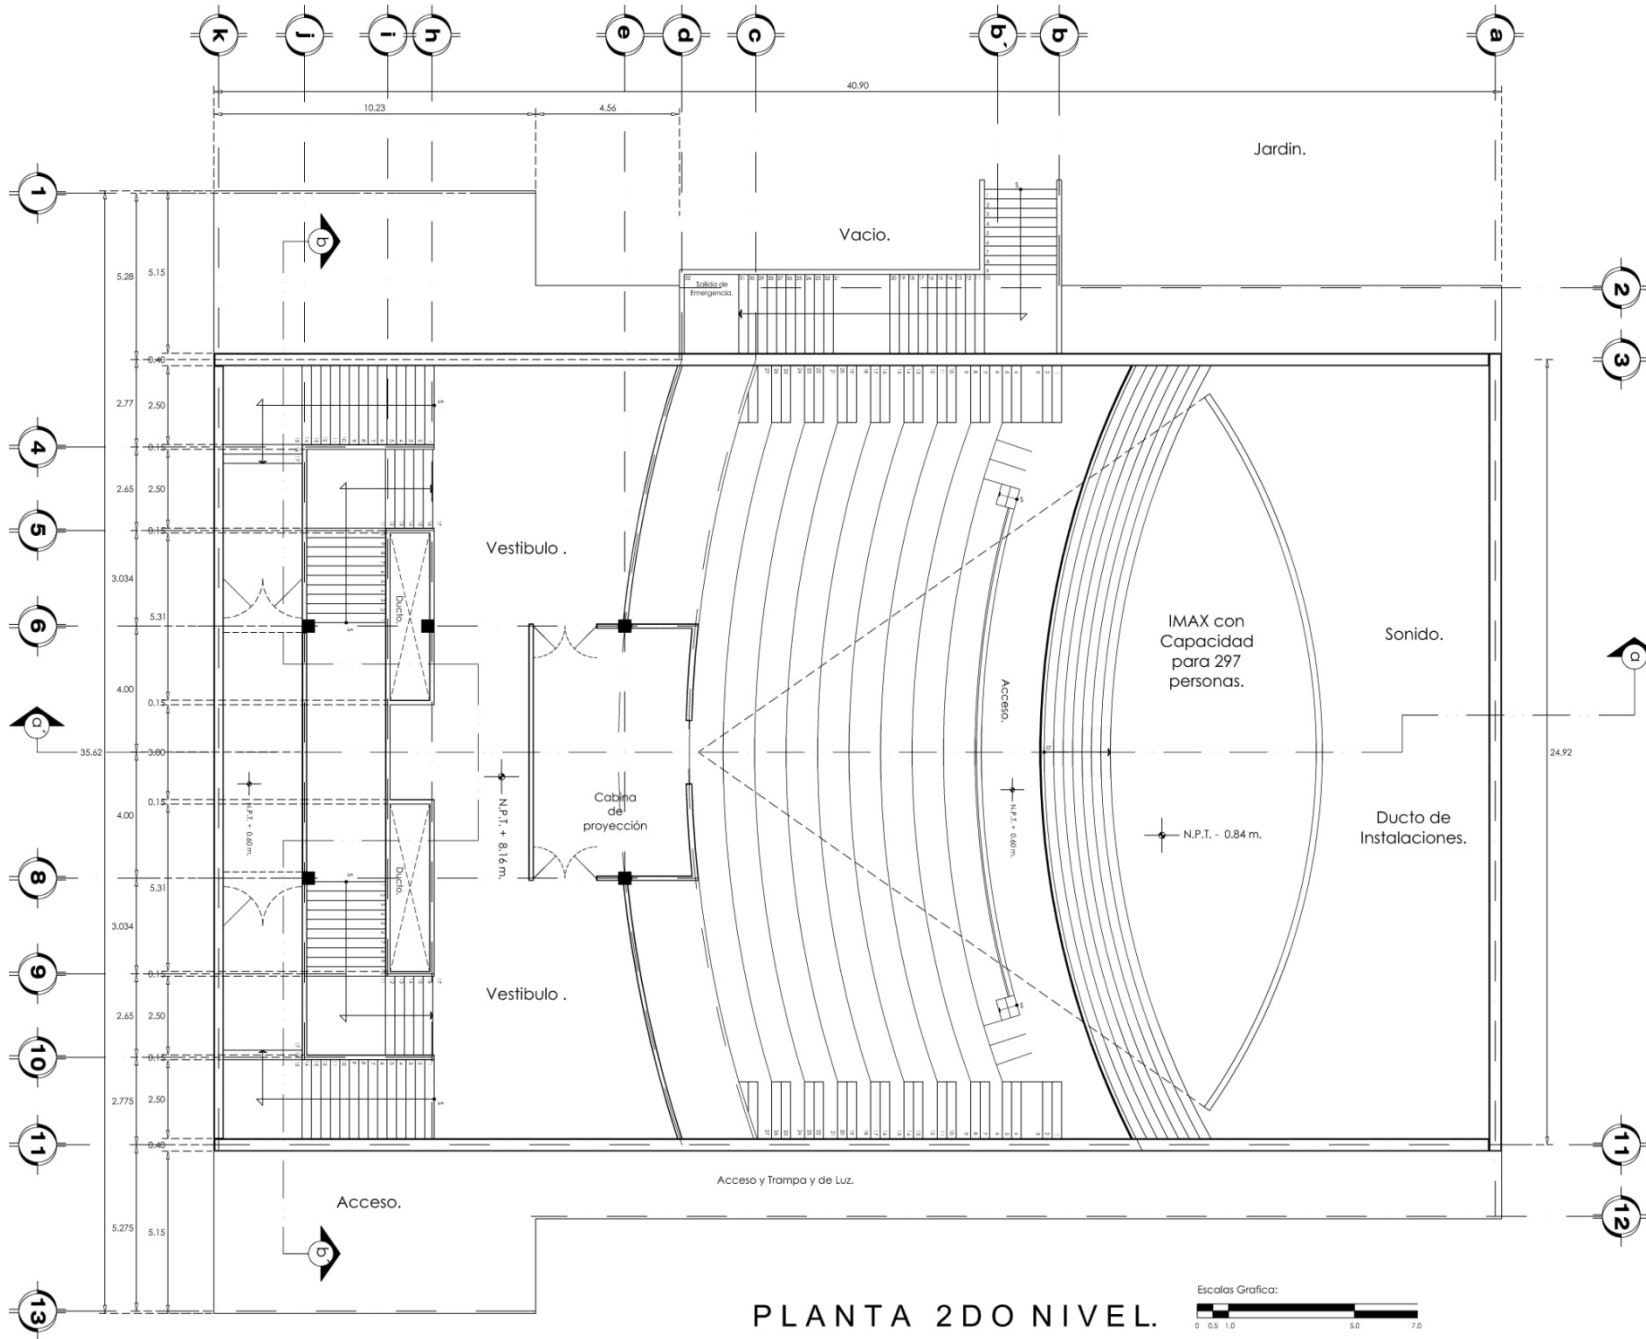 k j i h e d c b´ b a
40.90
10.23 4.56
Jardin.
1
Vacio.
b
5.28 5.15
Salida de
Emergencia.
2
3
0.40
2.77 2.50
4
0.15
2.65 2.50
5
0.15
Vestibulo .
3.034
5.31
Ducto.
6
IMAX con
Capacidad
para 297
personas.
Sonido.
a
4.00
0.15
Acceso.
a´
35.62
3.00
24.92
0.15
N.P.T. + 0.60 m.
N.P.T. + 8.16 m.
Cabina
de
proyección
N.P.T. + 0.60 m.
N.P.T. - 0.84 m.
Ducto de
Instalaciones.
4.00
8
5.31
Ducto.
3.034
9
0.15
Vestibulo .
2.65 2.50
10
0.15
2.775 2.50
11
0.40
11
Acceso y Trampa y de Luz.
Acceso.
12
5.275 5.15
b´
13
PLANTA 2DO NIVEL.
Escalas Grafica:
0 0.5 1.0 5.0 7.0